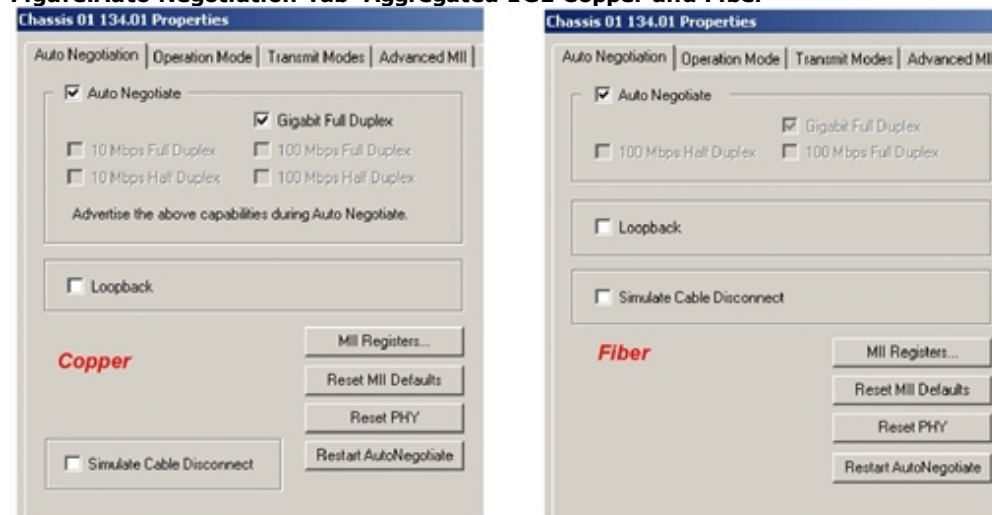 Figure:Auto Negotiation Tab–Aggregated 1GE Copper and Fiber
Chassis 01 134.01 Properties
Auto Negotiation Operation Mode Transmit Modes Advanced MII
Auto Negotiate
Gigabit Full Duplex
10 Mbps Full Duplex 100 Mbps Full Duplex
10 Mbps Half Duplex 100 Mbps Half Duplex
Advertise the above capabilities during Auto Negotiate.
Loopback
Copper
MII Registers...
Reset MII Defaults
Reset PHY
Restart AutoNegotiate
Simulate Cable Disconnect
Chassis 01 134.01 Properties
Auto Negotiation Operation Mode Transmit Modes Advanced MII
Auto Negotiate
Gigabit Full Duplex
100 Mbps Half Duplex 100 Mbps Full Duplex
Loopback
Simulate Cable Disconnect
Fiber
MII Registers...
Reset MII Defaults
Reset PHY
Restart AutoNegotiate